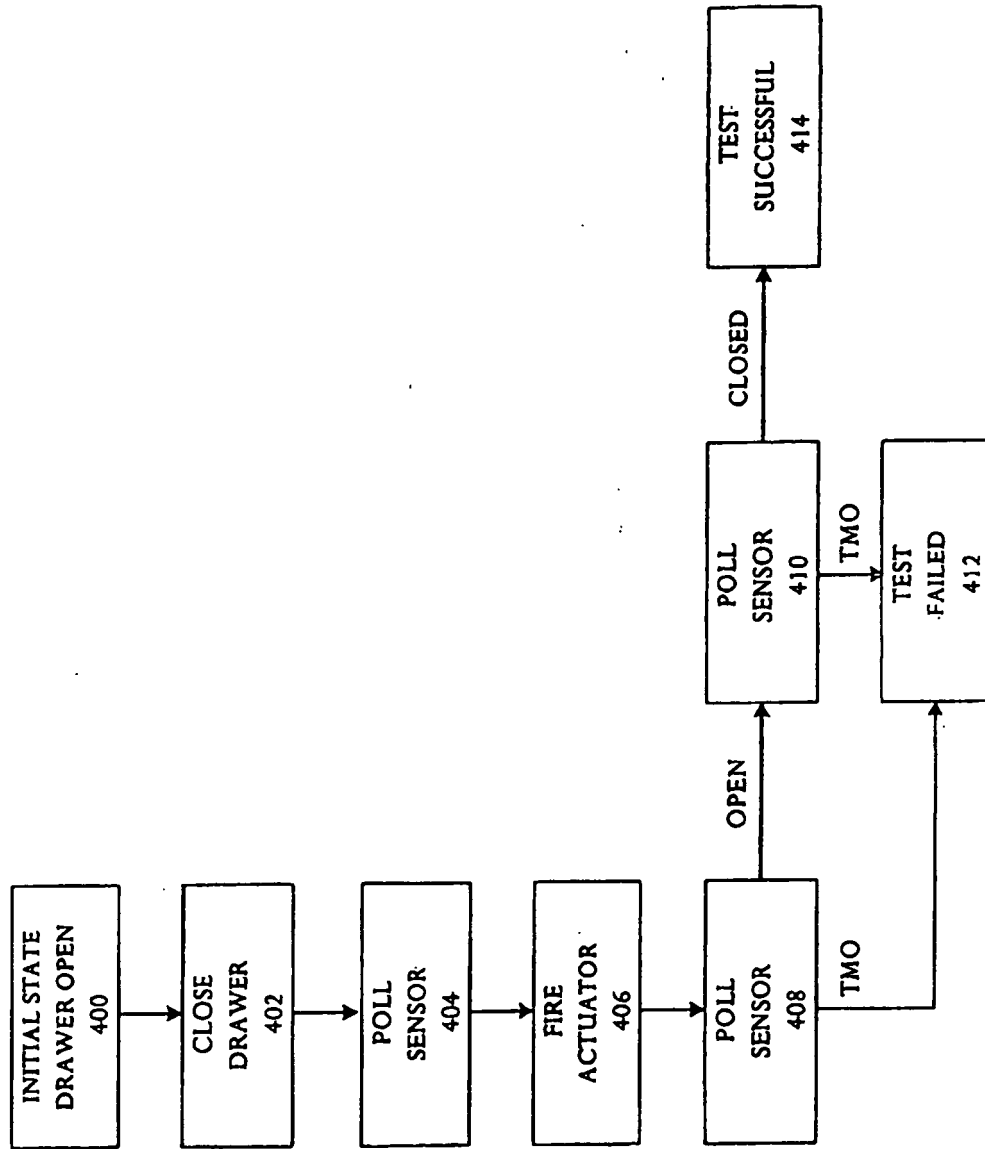 INITIAL STATE
DRAWER OPEN
400
CLOSE
DRAWER
402
POLL
SENSOR
404
FIRE
ACTUATOR
406
POLL
SENSOR
408
OPEN
TMO
POLL
SENSOR
410
CLOSED
TMO
TEST
FAILED
412
TEST
SUCCESSFUL
414